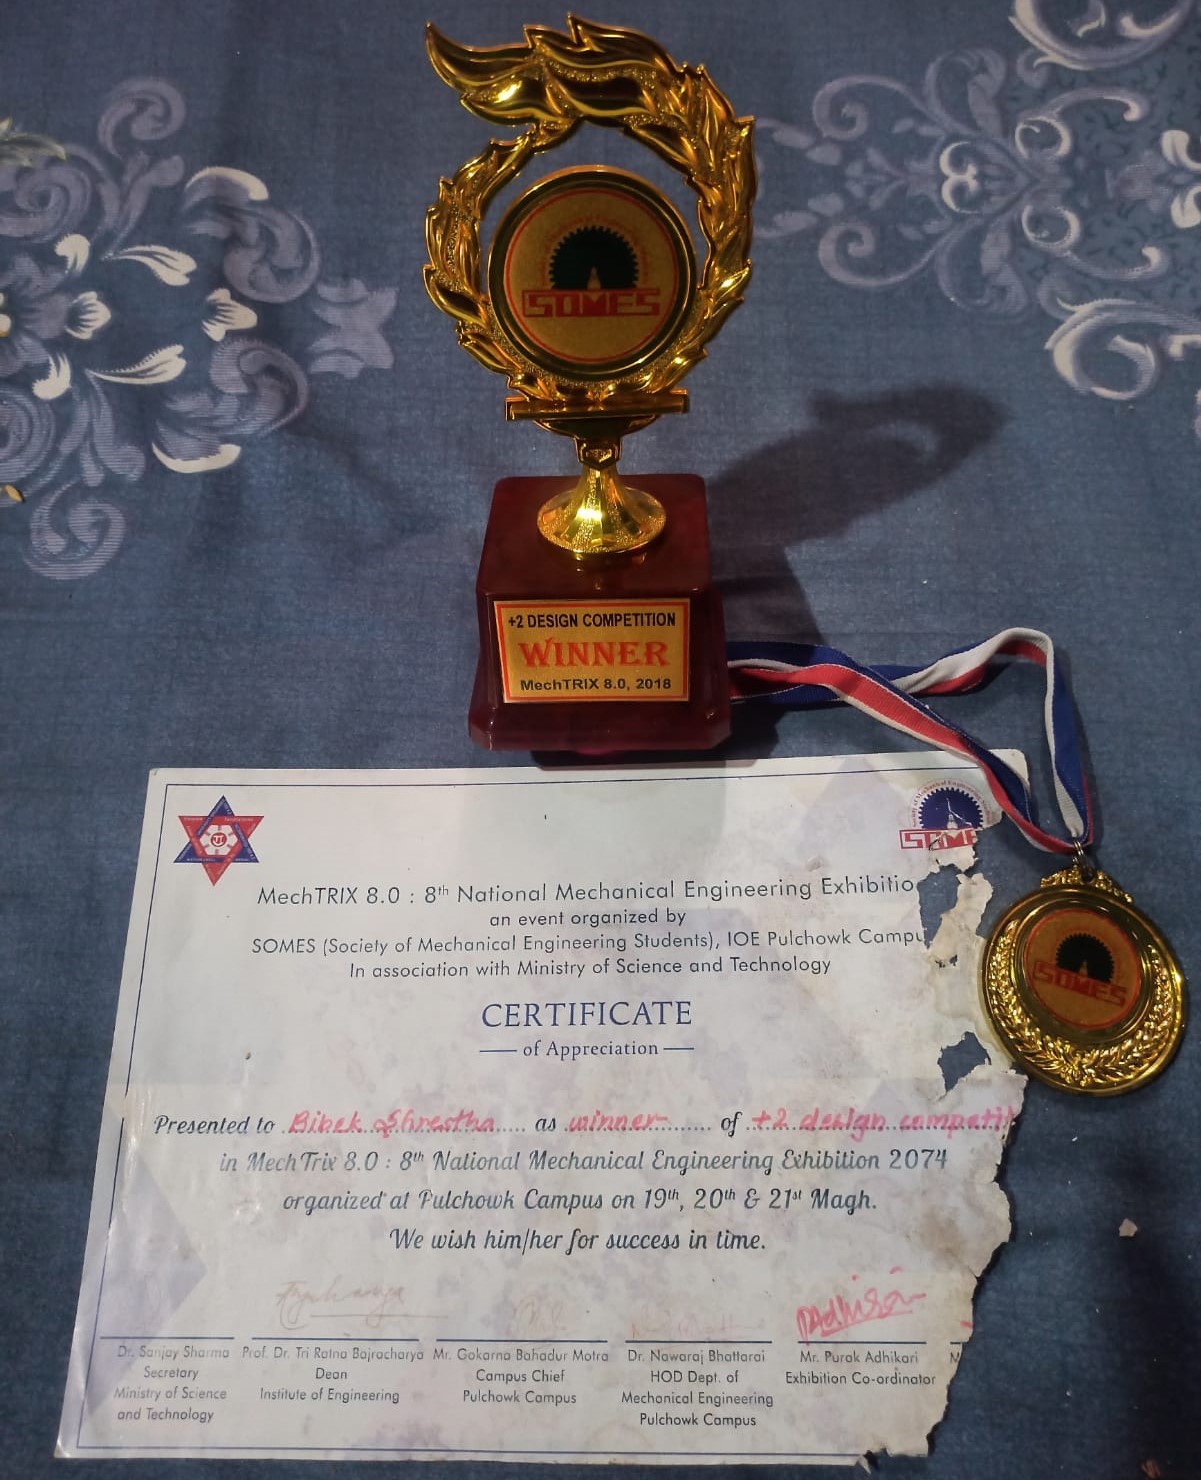 SOMES
+2 DESIGN COMPETITION
WINNER
MechTRIX 8.0, 2018
MechTRIX 8.0 : 8th National Mechanical Engineering Exhibitio
an event organized by
SOMES (Society of Mechanical Engineering Students), IOE Pulchowk Campu
In association with Ministry of Science and Technology
SOMES
CERTIFICATE
of Appreciation
Presented to Bibek Shrestha as winner of +2 design competit
in MechTrix 8.0 : 8th National Mechanical Engineering Exhibition 2074
organized at Pulchowk Campus on 19th, 20th & 21st Magh.
We wish him/her for success in time.
Dr. Sanjay Sharma
Secretary
Ministry of Science
and Technology
Prof. Dr. Tri Ratna Bajracharya
Dean
Institute of Engineering
Mr. Gokarna Bahadur Motra
Campus Chief
Pulchowk Campus
Dr. Nawaraj Bhattarai
HOD Dept. of
Mechanical Engineering
Pulchowk Campus
Mr. Purak Adhikari
Exhibition Co-ordinator